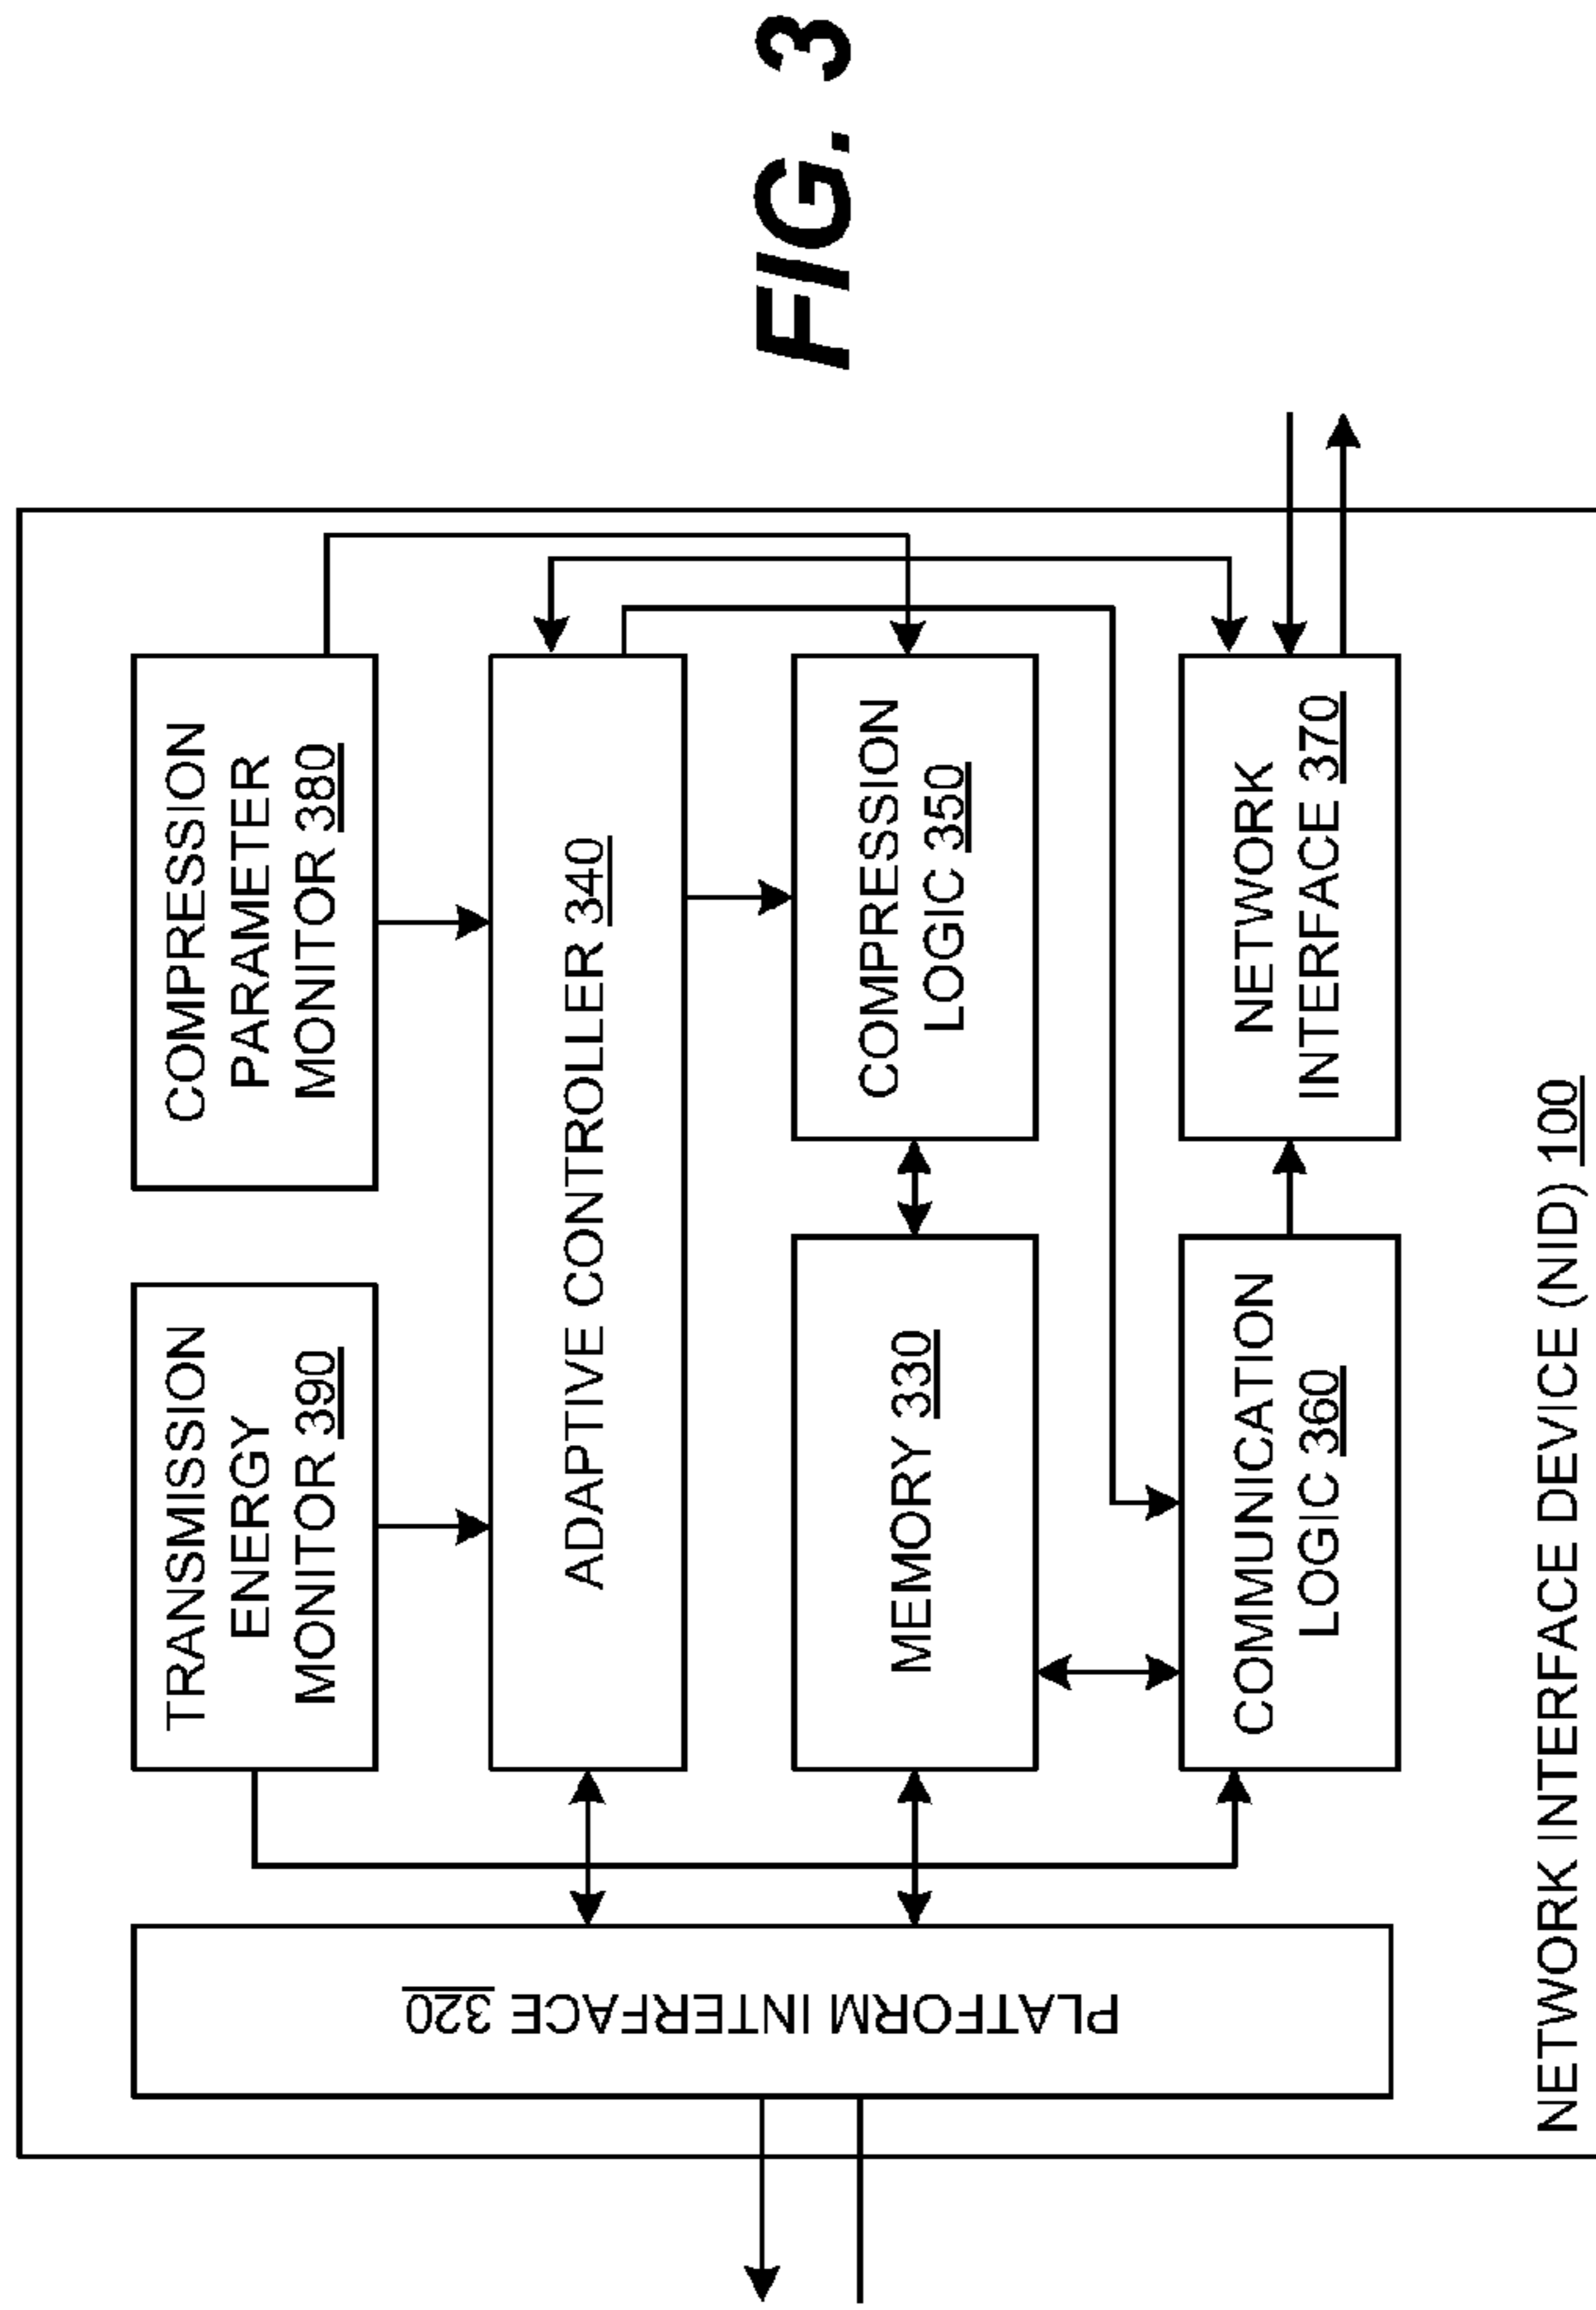 TRANSMISSION
ENERGY
MONITOR 390
COMPRESSION
PARAMETER
MONITOR 380
PLATFORM INTERFACE 320
ADAPTIVE CONTROLLER 340
MEMORY 330
COMPRESSION
LOGIC 350
COMMUNICATION
LOGIC 360
NETWORK
INTERFACE 370
NETWORK INTERFACE DEVICE (NID) 100
FIG. 3